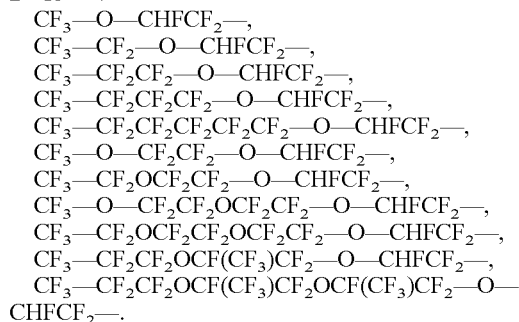 CF₃—O—CHFCF₂—,
CF₃—CF₂—O—CHFCF₂—,
CF₃—CF₂CF₂—O—CHFCF₂—,
CF₃—CF₂CF₂CF₂—O—CHFCF₂—,
CF₃—CF₂CF₂CF₂CF₂CF₂—O—CHFCF₂—,
CF₃—O—CF₂CF₂—O—CHFCF₂—,
CF₃—CF₂OCF₂CF₂—O—CHFCF₂—,
CF₃—O—CF₂CF₂OCF₂CF₂—O—CHFCF₂—,
CF₃—CF₂OCF₂CF₂OCF₂CF₂—O—CHFCF₂—,
CF₃—CF₂CF₂OCF(CF₃)CF₂—O—CHFCF₂—,
CF₃—CF₂CF₂OCF(CF₃)CF₂OCF(CF₃)CF₂—O—
CHFCF₂—.